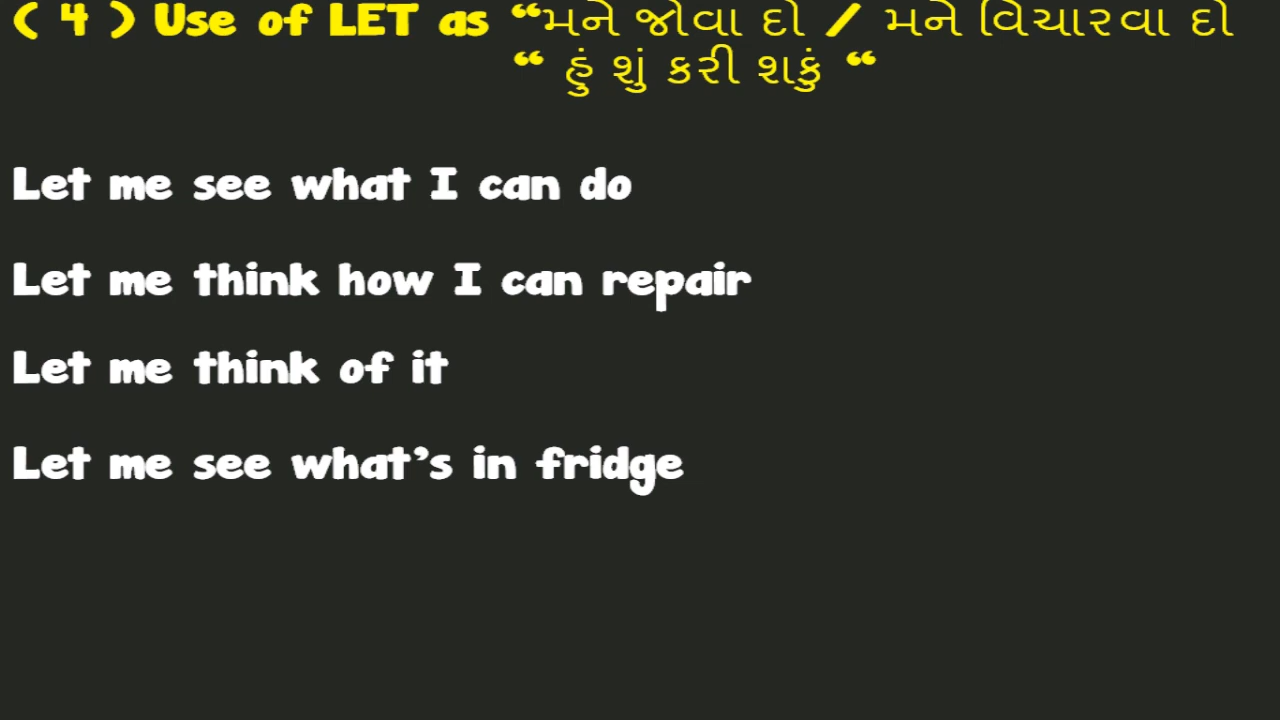 ( 4 ) Use of LET as “મને જોવા દો / મને વિચારવા દો
“ હું શું કરી શકું “
Let me see what I can do
Let me think how I can repair
Let me think of it
Let me see what’s in fridge